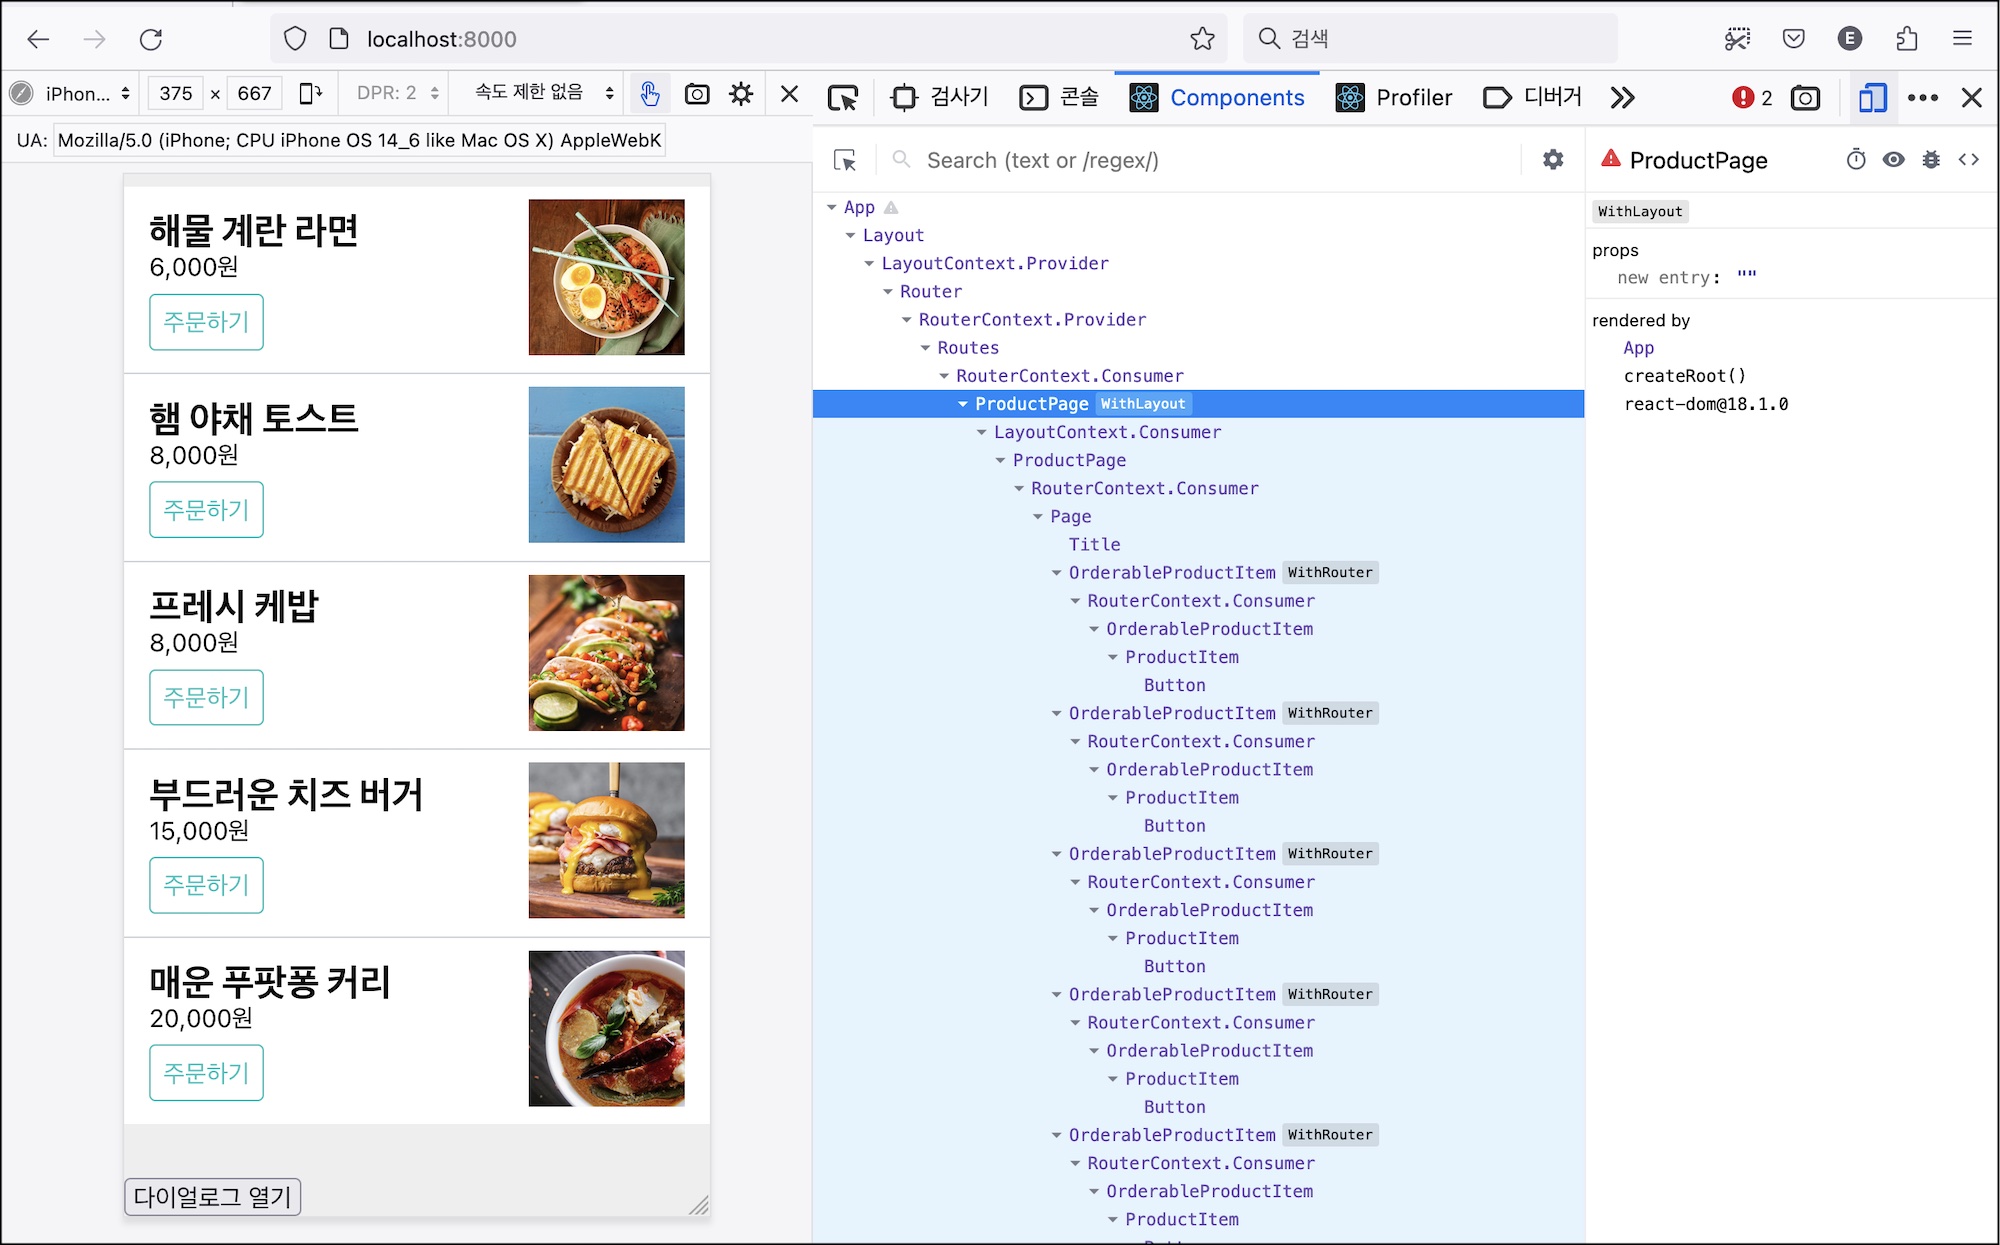 localhost:8000
검색
E
iPhon...
375 × 667
DPR: 2
속도 제한 없음
UA: Mozilla/5.0 (iPhone; CPU iPhone OS 14_6 like Mac OS X) AppleWebK
해물 계란 라면
6,000원
주문하기
햄 야채 토스트
8,000원
주문하기
프레시 케밥
8,000원
주문하기
부드러운 치즈 버거
15,000원
주문하기
매운 푸팟퐁 커리
20,000원
주문하기
다이얼로그 열기
검사기
콘솔
Components
Profiler
디버거
2
Search (text or /regex/)
App
Layout
LayoutContext.Provider
Router
RouterContext.Provider
Routes
RouterContext.Consumer
ProductPage WithLayout
LayoutContext.Consumer
ProductPage
RouterContext.Consumer
Page
Title
OrderableProductItem WithRouter
RouterContext.Consumer
OrderableProductItem
ProductItem
Button
OrderableProductItem WithRouter
RouterContext.Consumer
OrderableProductItem
ProductItem
Button
OrderableProductItem WithRouter
RouterContext.Consumer
OrderableProductItem
ProductItem
Button
OrderableProductItem WithRouter
RouterContext.Consumer
OrderableProductItem
ProductItem
Button
OrderableProductItem WithRouter
RouterContext.Consumer
OrderableProductItem
ProductItem
ProductPage
WithLayout
props
new entry: ""
rendered by
App
createRoot()
react-dom@18.1.0